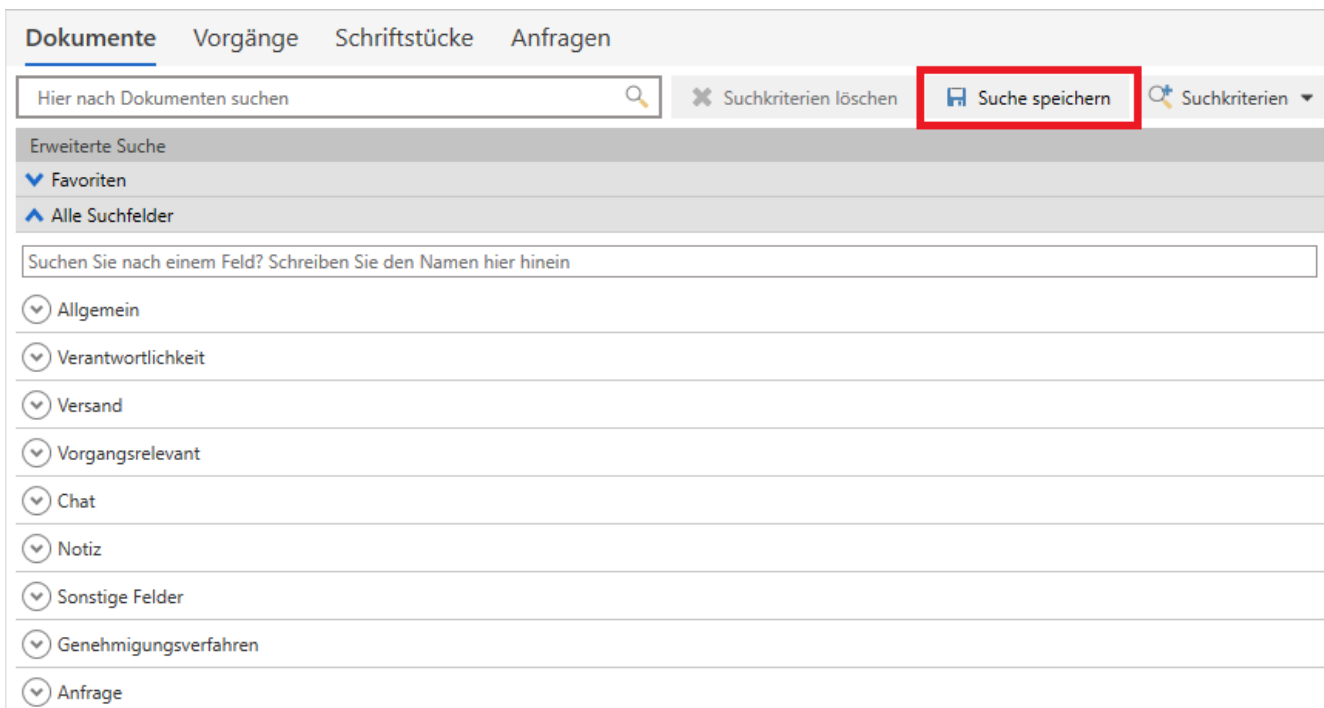 Dokumente Vorgänge Schriftstücke Anfragen
Hier nach Dokumenten suchen Suchkriterien löschen Suche speichern Suchkriterien
Erweiterte Suche
Favoriten
Alle Suchfelder
Suchen Sie nach einem Feld? Schreiben Sie den Namen hier hinein
Allgemein
Verantwortlichkeit
Versand
Vorgangsrelevant
Chat
Notiz
Sonstige Felder
Genehmigungsverfahren
Anfrage